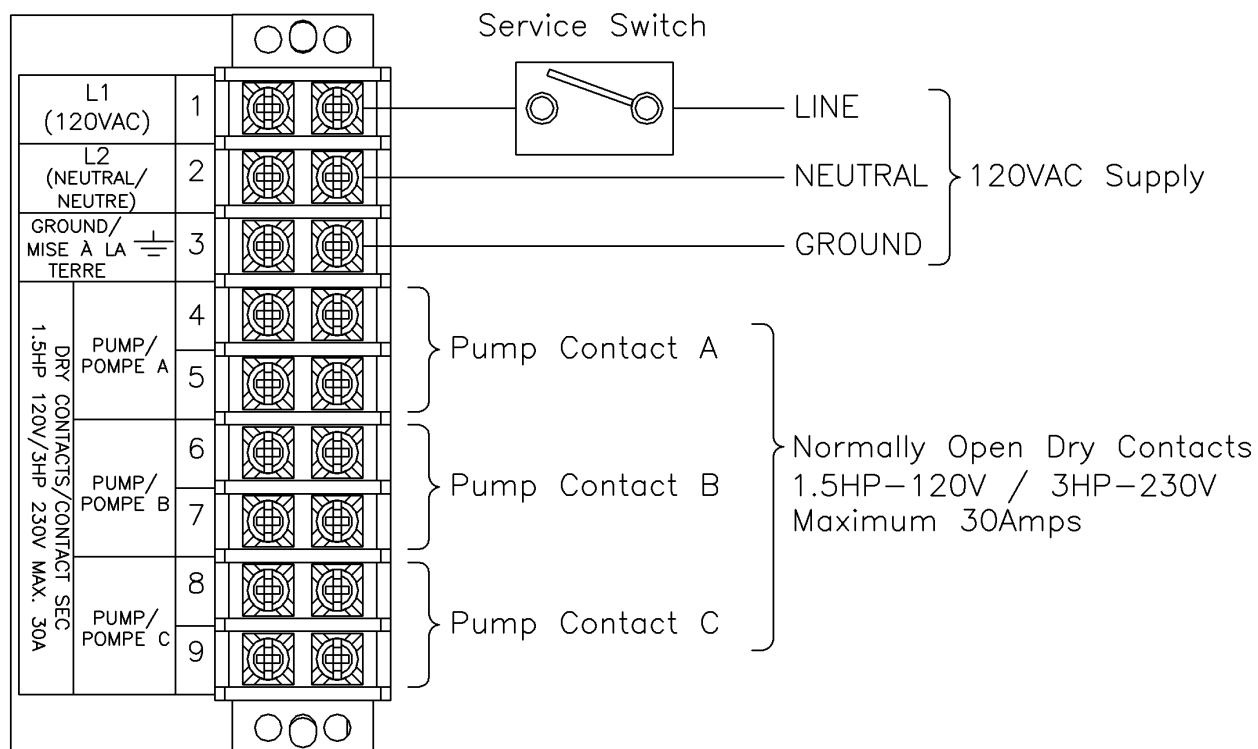 Service Switch
L1
(120VAC)
1
LINE
L2
(NEUTRAL/
NEUTRE)
2
NEUTRAL
120VAC Supply
GROUND/
MISE À LA
TERRE
3
GROUND
DRY CONTACTS/CONTACT SEC
1.5HP 120V/3HP 230V MAX. 30A
PUMP/
POMPE A
4
5
Pump Contact A
PUMP/
POMPE B
6
7
Pump Contact B
PUMP/
POMPE C
8
9
Pump Contact C
Normally Open Dry Contacts
1.5HP-120V / 3HP-230V
Maximum 30Amps